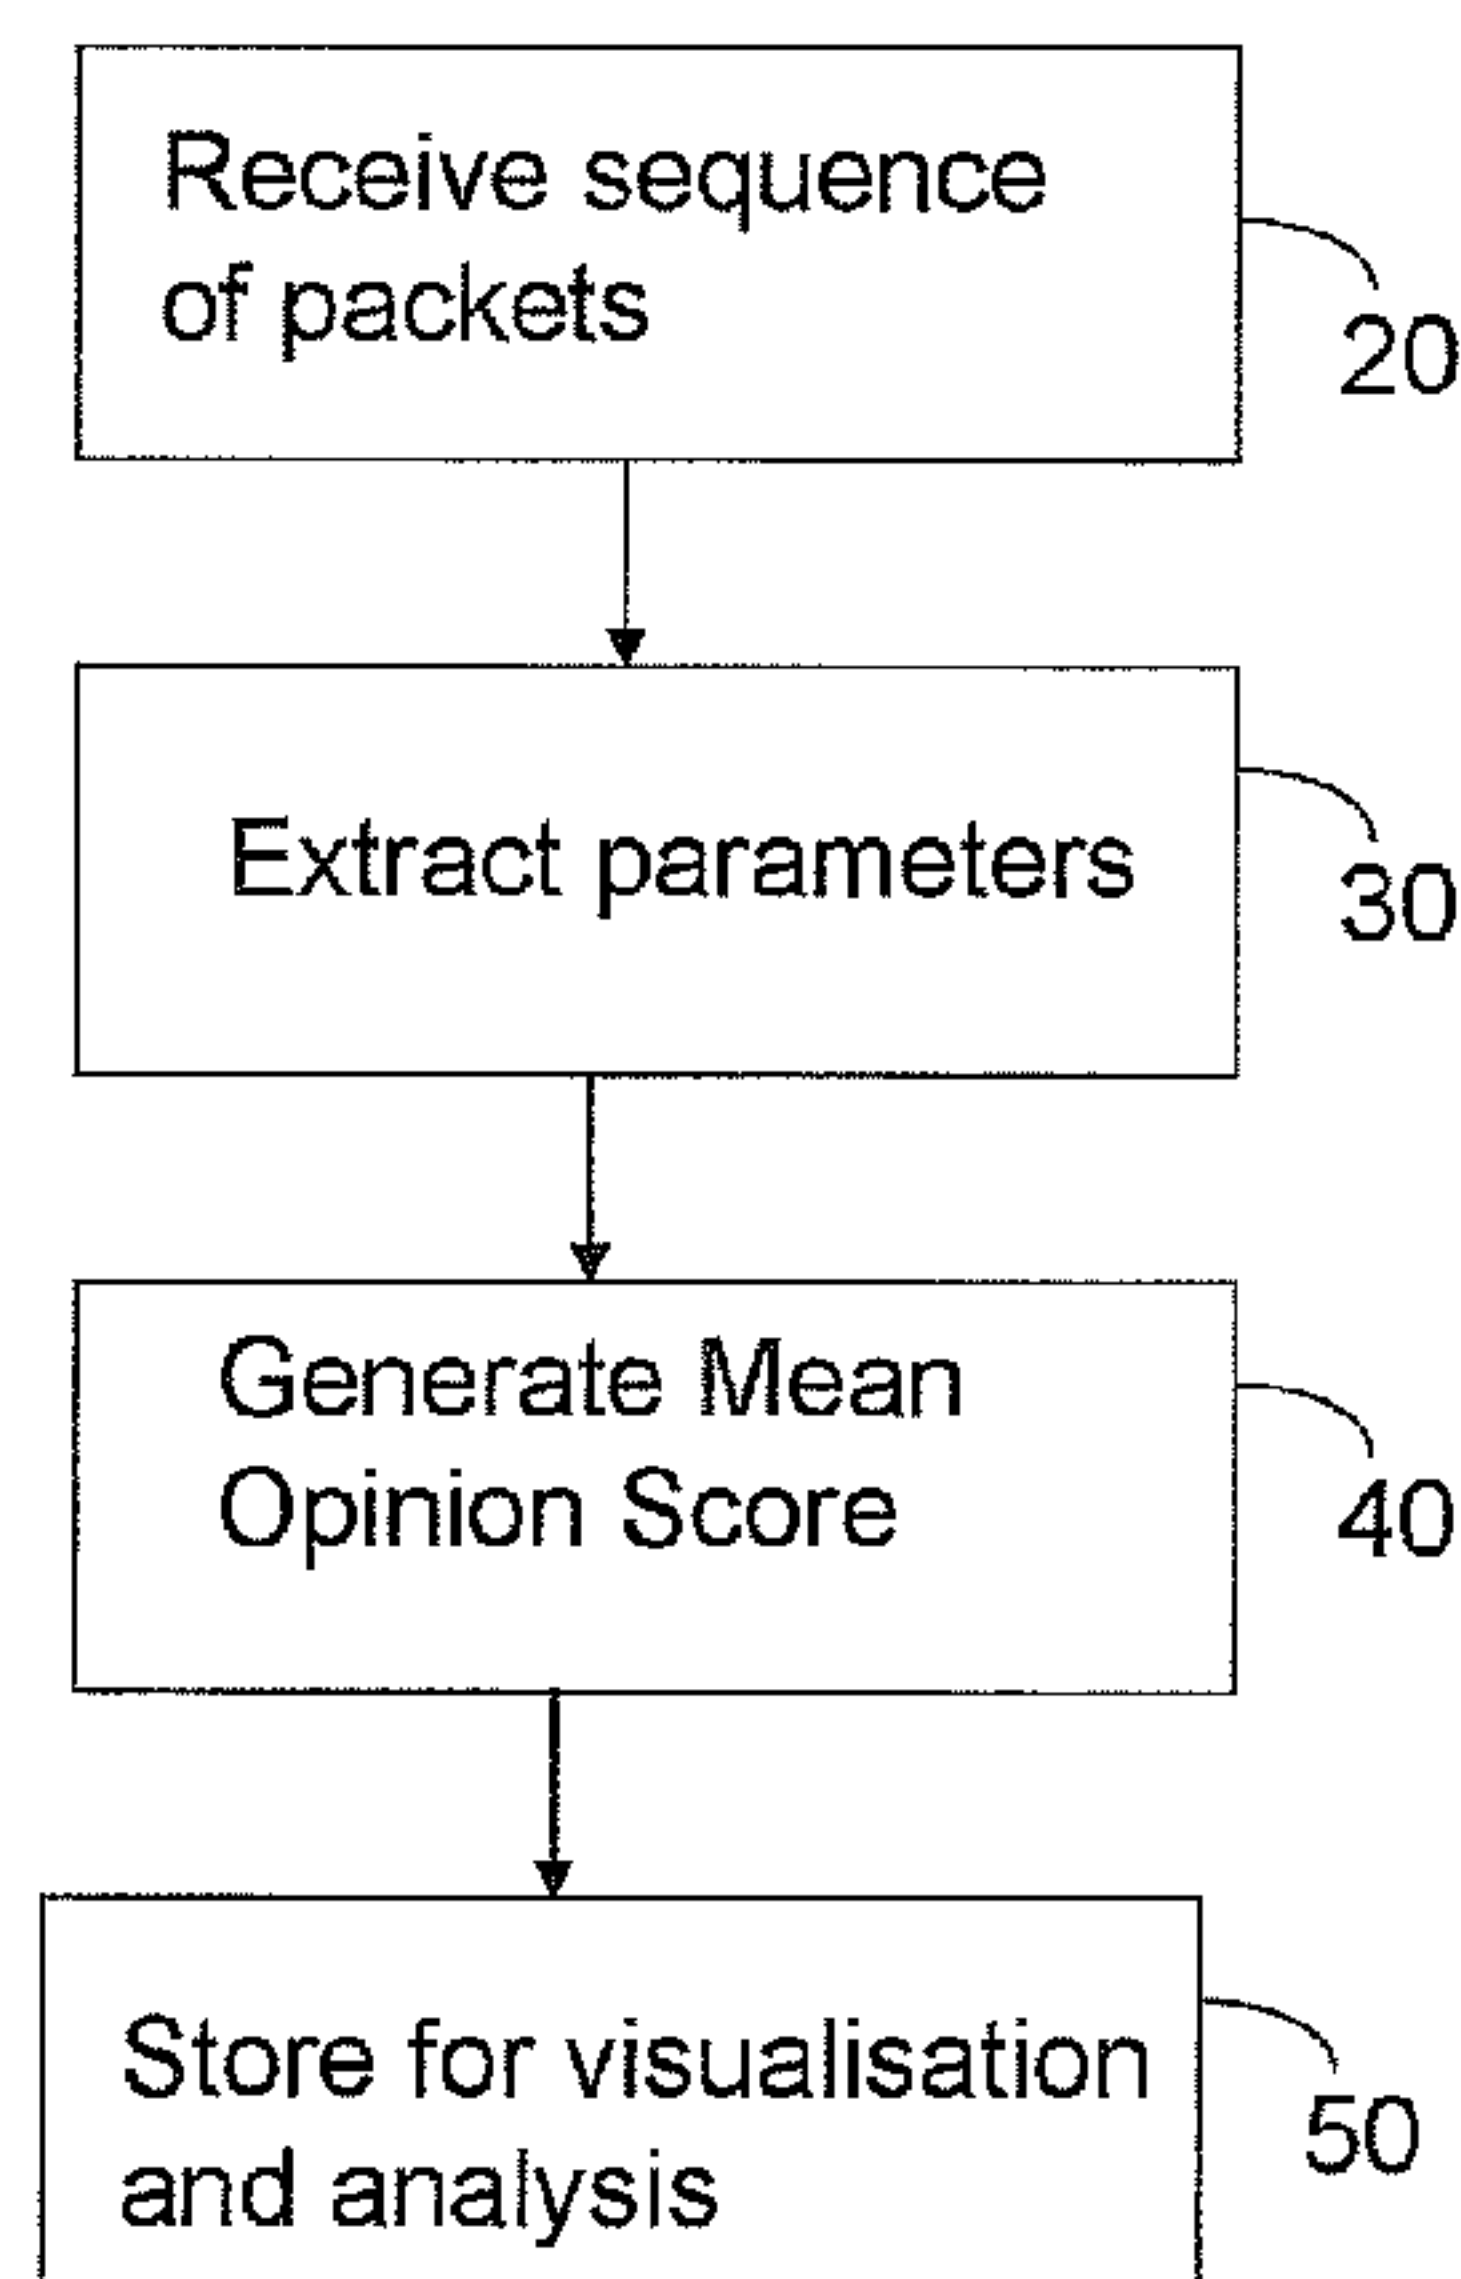 Receive sequence
of packets
20
Extract parameters
30
Generate Mean
Opinion Score
40
Store for visualisation
and analysis
50